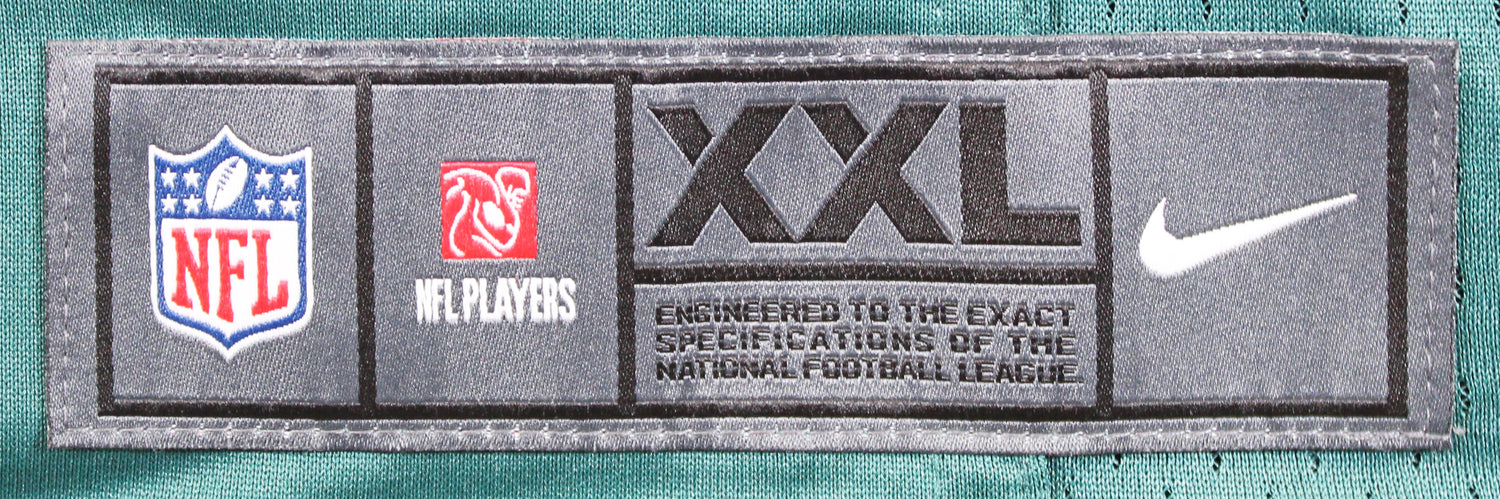 NFL
NFL PLAYERS
XXL
ENGINEERED TO THE EXACT
SPECIFICATIONS OF THE
NATIONAL FOOTBALL LEAGUE.